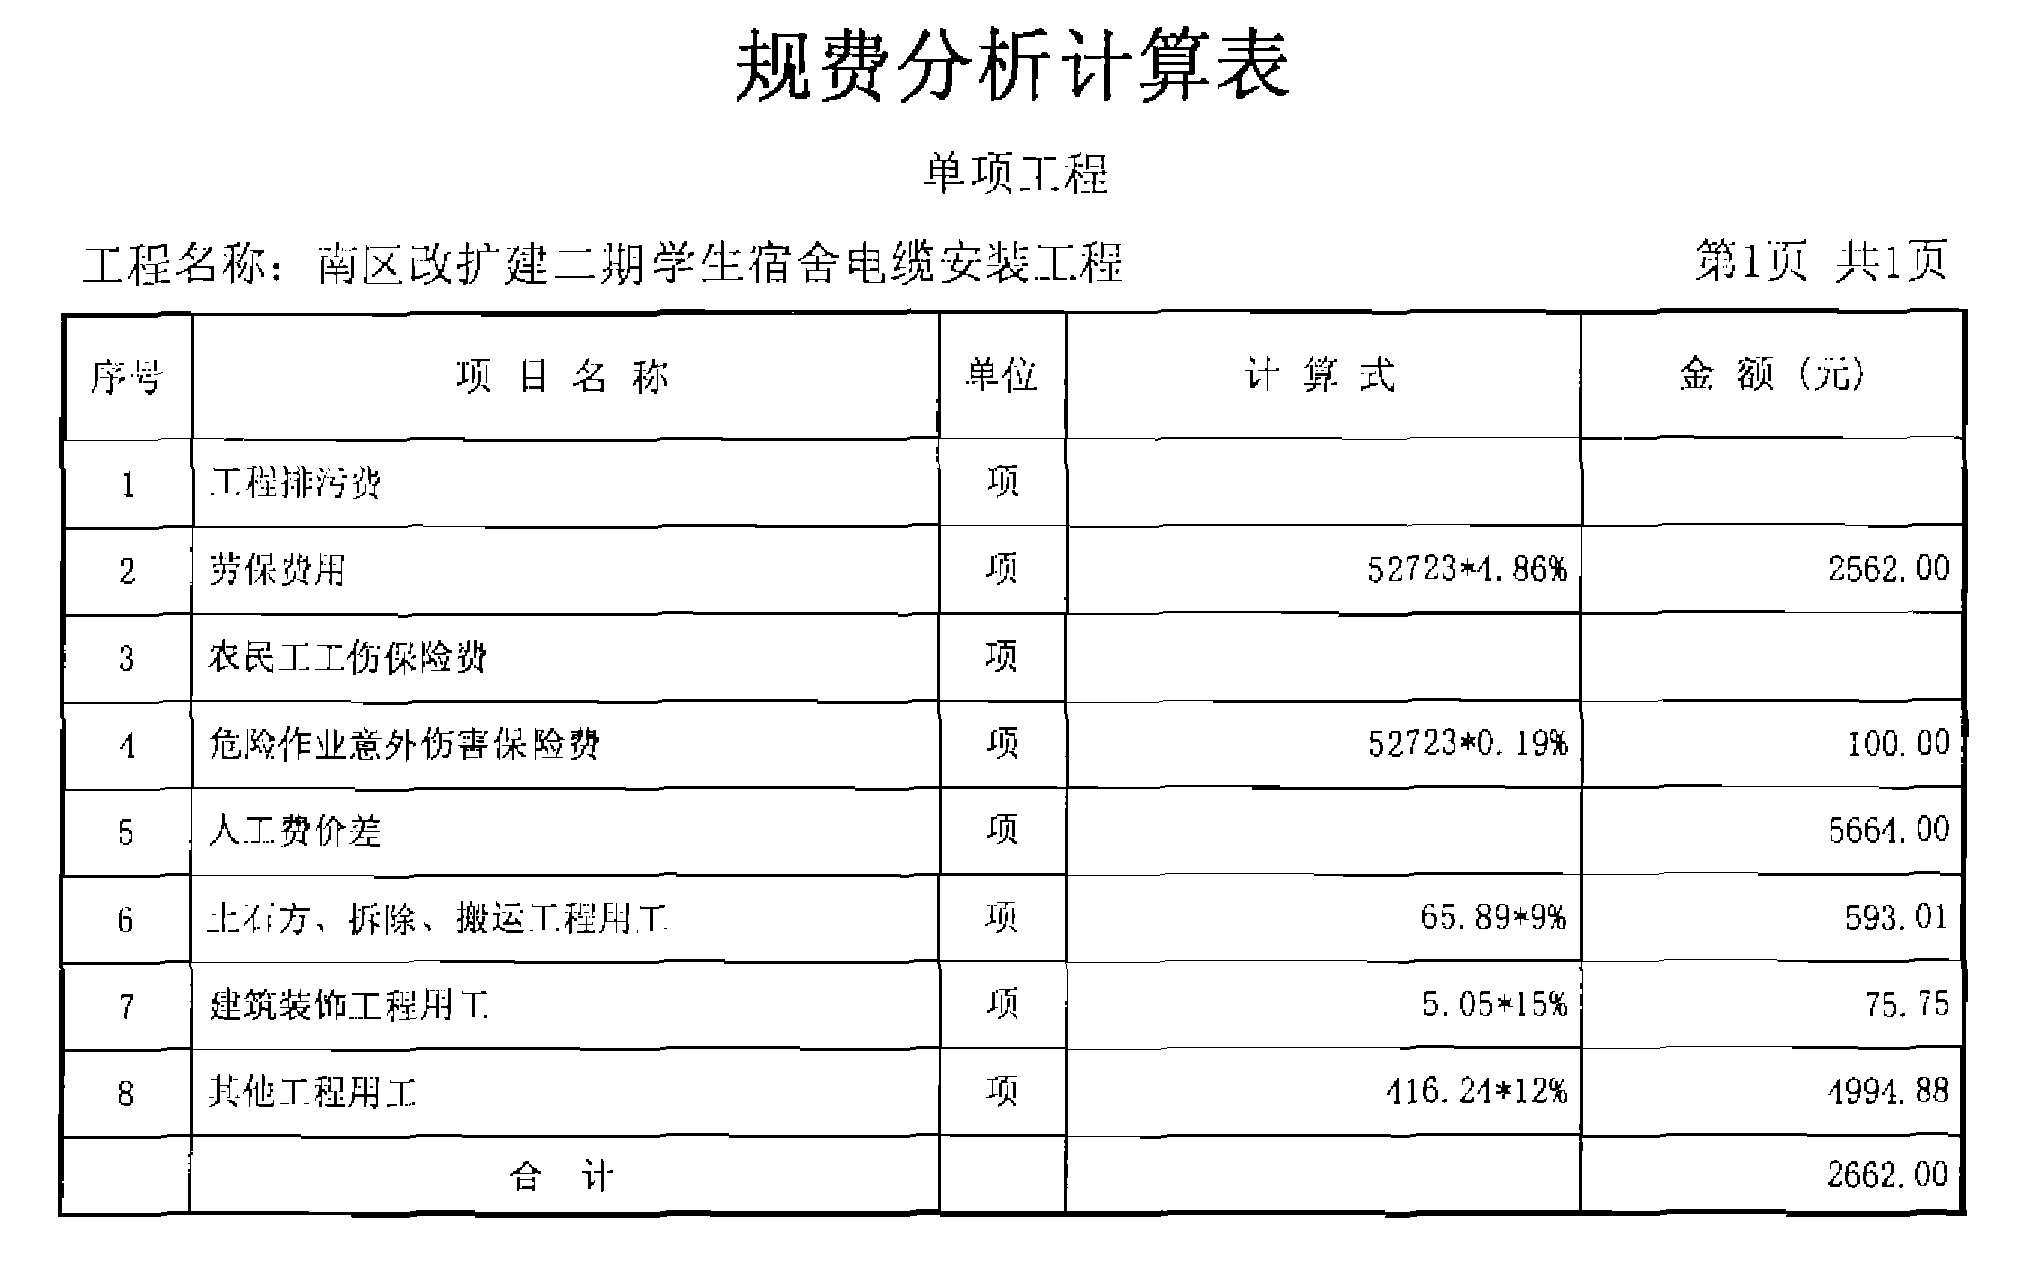 规费分析计算表
单项工程
工程名称：南区改扩建二期学生宿舍电缆安装工程 第1页 共1页
序号 项目名称 单位 计算式 金额（元）
1 工程排污费 项
2 劳保费用 项 52723*4.86% 2562.00
3 农民工工伤保险费 项
4 危险作业意外伤害保险费 项 52723*0.19% 100.00
5 人工费价差 项 5664.00
6 土石方、拆除、搬运工程用工 项 65.89*9% 593.01
7 建筑装饰工程用工 项 5.05*15% 75.75
8 其他工程用工 项 416.24*12% 4994.88
合计 2662.00